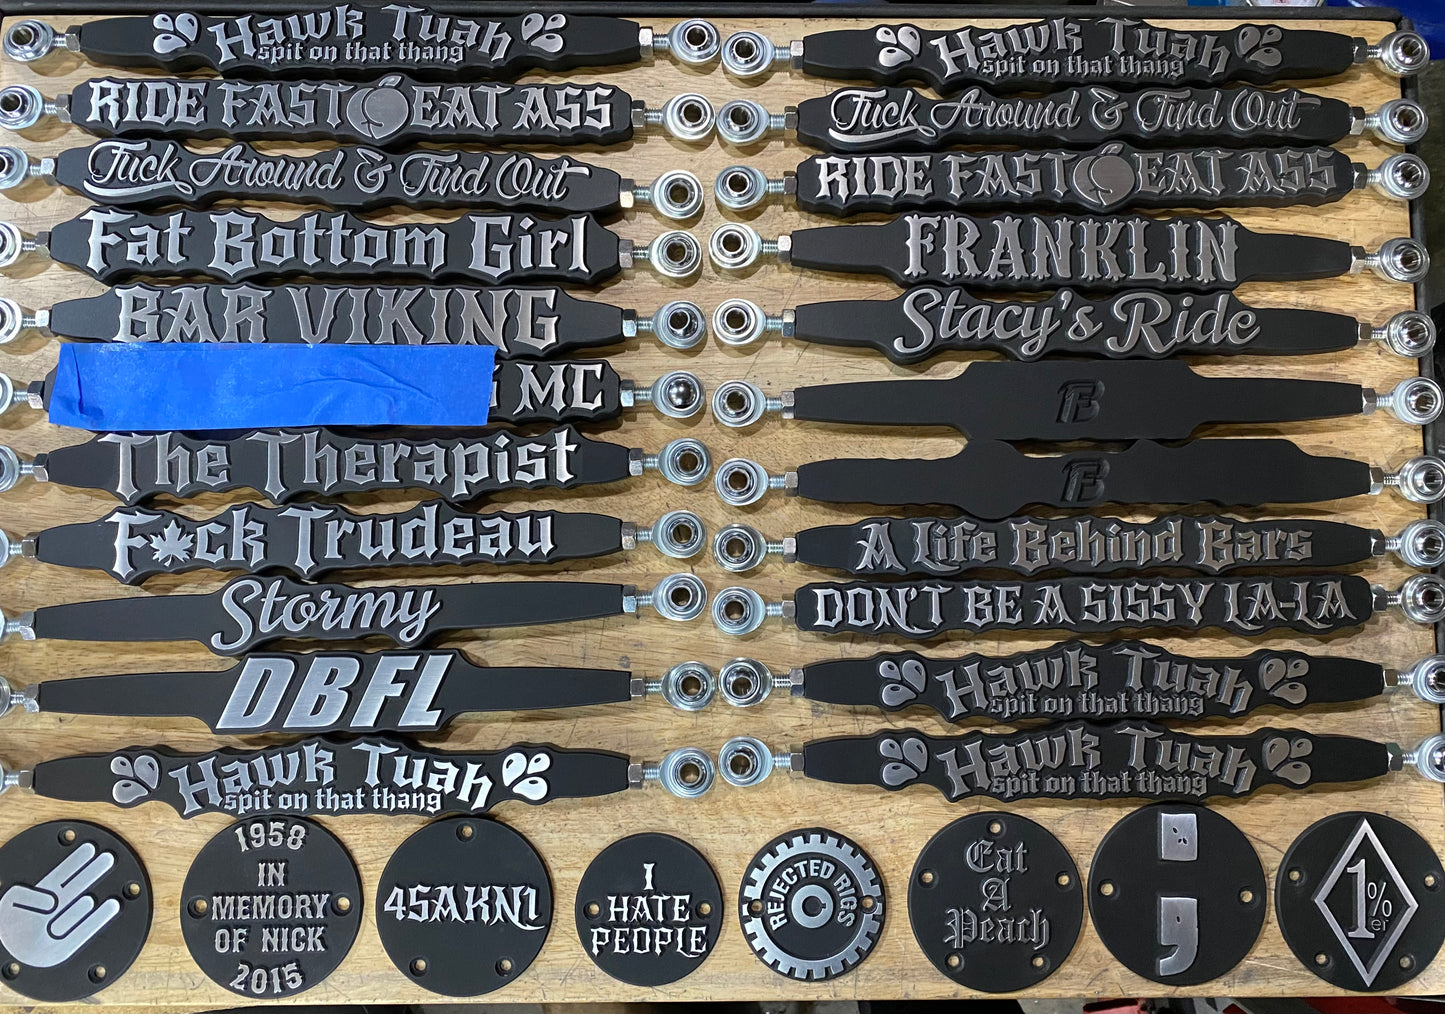 Hawk Tuah
spit on that thang
RIDE FAST EAT ASS
Fuck Around & Find Out
Fat Bottom Girl
BAR VIKING
MC
The Therapist
F*ck Trudeau
Stormy
DBFL
Hawk Tuah
spit on that thang
Hawk Tuah
spit on that thang
Fuck Around & Find Out
RIDE FAST EAT ASS
FRANKLIN
Stacy's Ride
FB
FB
A Life Behind Bars
DON'T BE A SISSY LA-LA
Hawk Tuah
spit on that thang
Hawk Tuah
spit on that thang
1958
IN
MEMORY
OF NICK
2015
4SAKN1
I
HATE
PEOPLE
REJECTED RIGS
Eat
A
Peach
;
1%
er